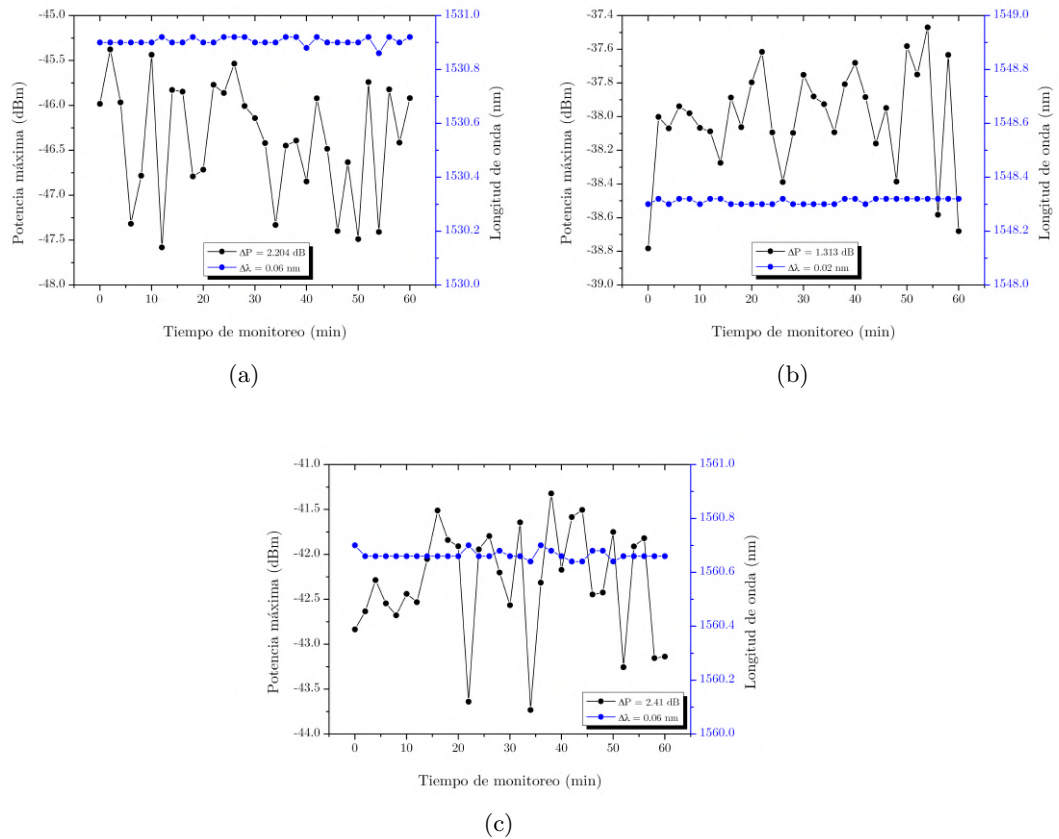 -45.0
-45.5
-46.0
-46.5
-47.0
-47.5
-48.0
Potencia máxima (dBm)
1531.0
1530.8
1530.6
1530.5
1530.3
1530.2
1530.0
Longitud de onda (nm)
ΔP = 2.204 dB
Δλ = 0.06 nm
0 10 20 30 40 50 60
Tiempo de monitoreo (min)
(a)
-37.4
-37.6
-37.8
-38.0
-38.2
-38.4
-38.6
-38.8
-39.0
Potencia máxima (dBm)
1549.0
1548.8
1548.6
1548.4
1548.2
1548.0
Longitud de onda (nm)
ΔP = 1.313 dB
Δλ = 0.02 nm
0 10 20 30 40 50 60
Tiempo de monitoreo (min)
(b)
-41.0
-41.5
-42.0
-42.5
-43.0
-43.5
-44.0
Potencia máxima (dBm)
1561.0
1560.8
1560.6
1560.4
1560.2
1560.0
Longitud de onda (nm)
ΔP = 2.41 dB
Δλ = 0.06 nm
0 10 20 30 40 50 60
Tiempo de monitoreo (min)
(c)